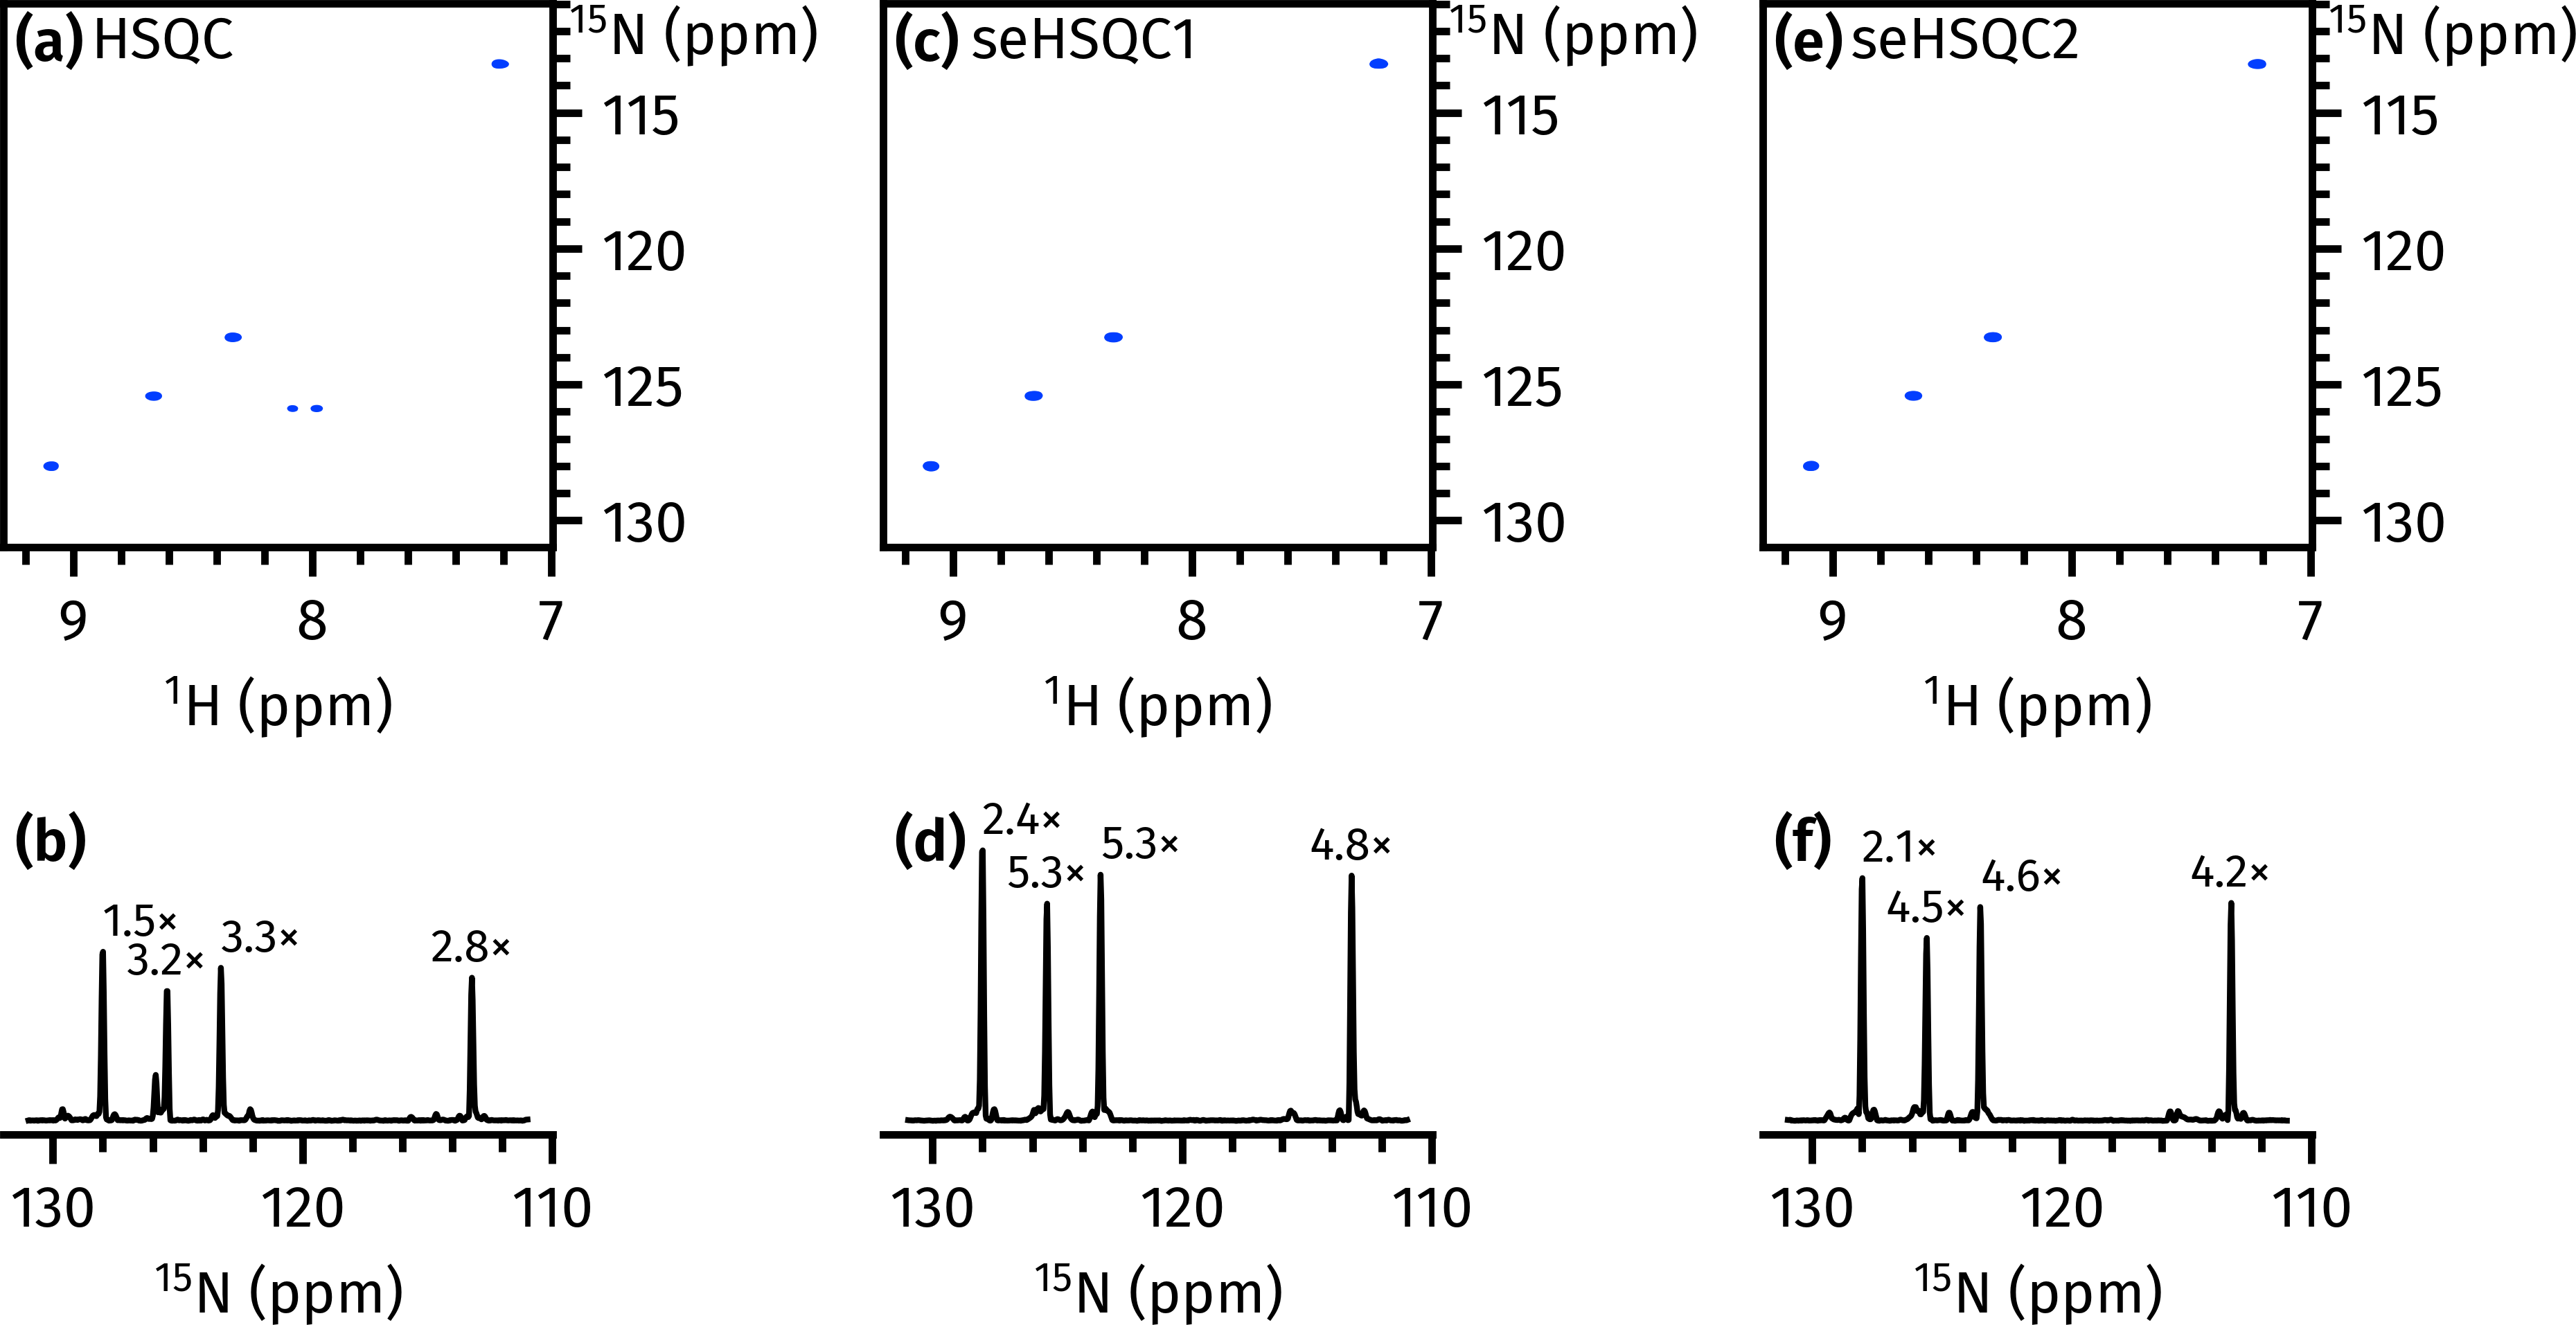 (a) HSQC
¹⁵N (ppm)
115
120
125
130
9 8 7
¹H (ppm)
(c) seHSQC1
¹⁵N (ppm)
115
120
125
130
9 8 7
¹H (ppm)
(e) seHSQC2
¹⁵N (ppm)
115
120
125
130
9 8 7
¹H (ppm)
(b)
1.5×
3.2×
3.3×
2.8×
130 120 110
¹⁵N (ppm)
(d)
2.4×
5.3×
5.3×
4.8×
130 120 110
¹⁵N (ppm)
(f)
2.1×
4.5×
4.6×
4.2×
130 120 110
¹⁵N (ppm)